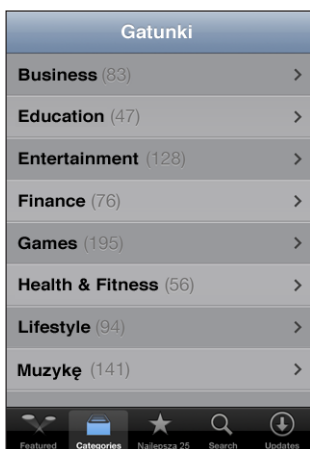 Gatunki
Business (83)
Education (47)
Entertainment (128)
Finance (76)
Games (195)
Health & Fitness (56)
Lifestyle (94)
Muzykę (141)
Featured Categories Najlepsza 25 Search Updates